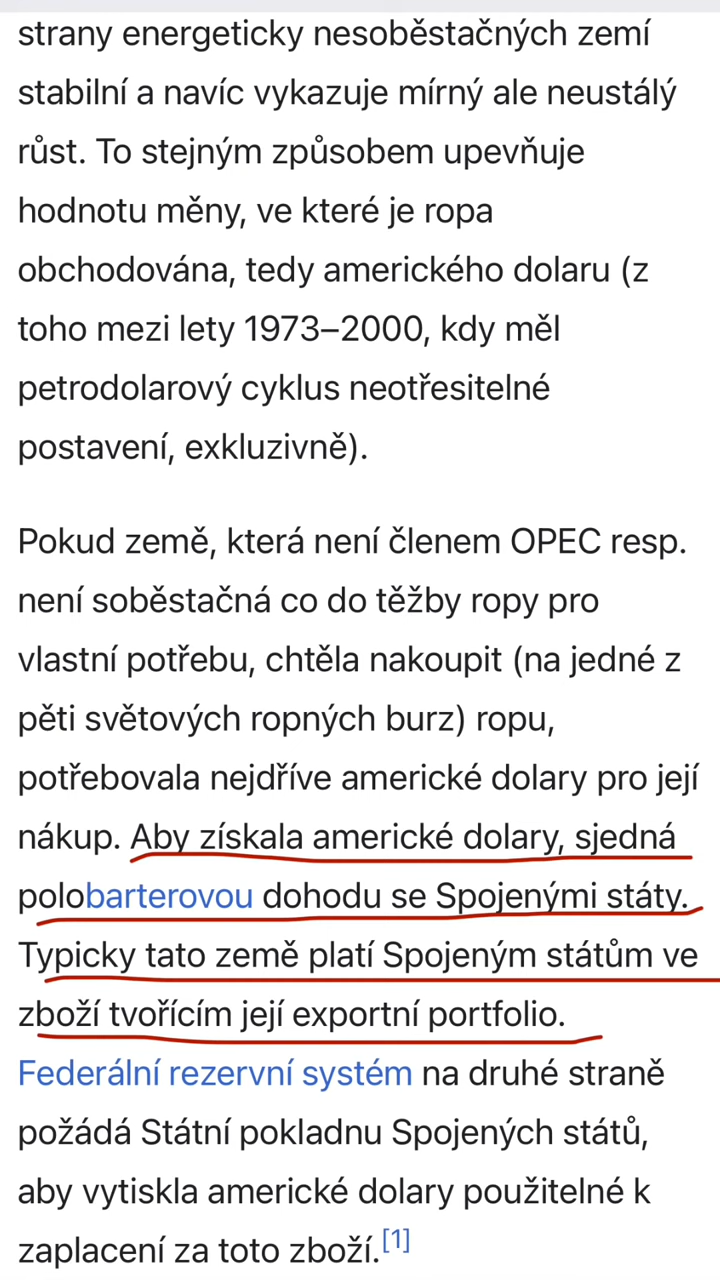 strany energeticky nesoběstačných zemí
stabilní a navíc vykazuje mírný ale neustálý
růst. To stejným způsobem upevňuje
hodnotu měny, ve které je ropa
obchodována, tedy amerického dolaru (z
toho mezi lety 1973–2000, kdy měl
petrodolarový cyklus neotřesitelné
postavení, exkluzivně).
Pokud země, která není členem OPEC resp.
není soběstačná co do těžby ropy pro
vlastní potřebu, chtěla nakoupit (na jedné z
pěti světových ropných burz) ropu,
potřebovala nejdříve americké dolary pro její
nákup. Aby získala americké dolary, sjedná
polobarterovou dohodu se Spojenými státy.
Typicky tato země platí Spojeným státům ve
zboží tvořícím její exportní portfolio.
Federální rezervní systém na druhé straně
požádá Státní pokladnu Spojených států,
aby vytiskla americké dolary použitelné k
zaplacení za toto zboží.[1]